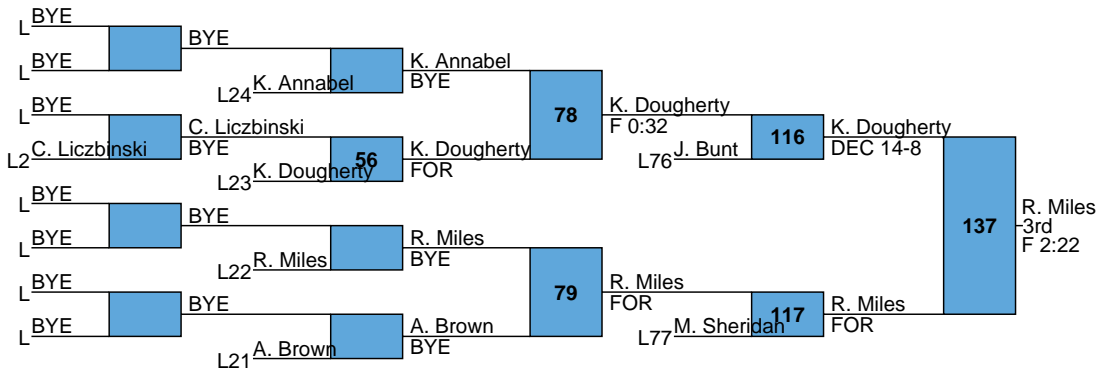 L BYE
BYE
L BYE
K. Annabel
BYE
L24 K. Annabel
L BYE
C. Liczbinski
BYE
L2 C. Liczbinski
56
K. Dougherty
FOR
L23 K. Dougherty
78
K. Dougherty
F 0:32
L76 J. Bunt
116
K. Dougherty
DEC 14-8
L BYE
BYE
L BYE
R. Miles
BYE
L22 R. Miles
L BYE
BYE
L BYE
A. Brown
BYE
L21 A. Brown
79
R. Miles
FOR
L77 M. Sheridan
117
R. Miles
FOR
137
R. Miles
3rd
F 2:22